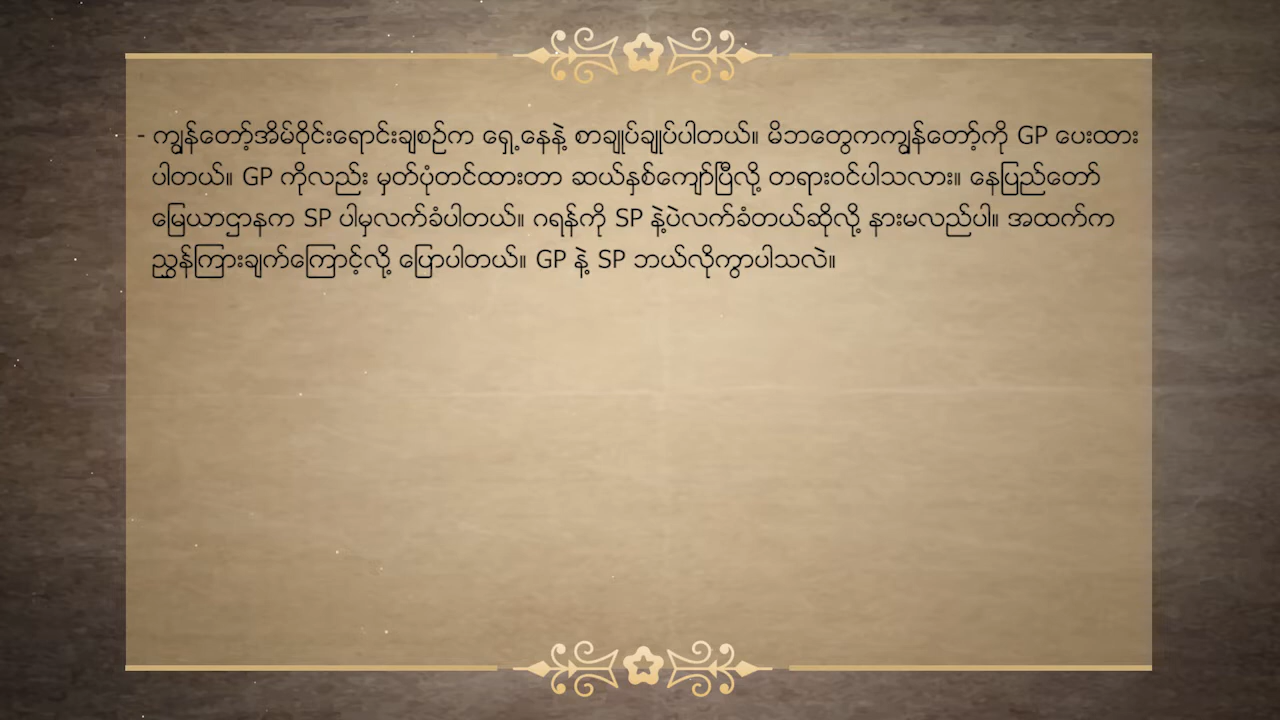 - ကျွန်တော့်အိမ်ဝိုင်းရောင်းချစဉ်က ရှေ့နေနဲ့ စာချုပ်ချုပ်ပါတယ်။ မိဘတွေကကျွန်တော့်ကို GP ပေးထား
ပါတယ်။ GP ကိုလည်း မှတ်ပုံတင်ထားတာ ဆယ်နှစ်ကျော်ပြီလို့ တရားဝင်ပါသလား။ နေပြည်တော်
မြေယာဌာနက SP ပါမှလက်ခံပါတယ်။ ဂရန်ကို SP နဲ့ပဲလက်ခံတယ်ဆိုလို့ နားမလည်ပါ။ အထက်က
ညွှန်ကြားချက်ကြောင့်လို့ ပြောပါတယ်။ GP နဲ့ SP ဘယ်လိုကွာပါသလဲ။